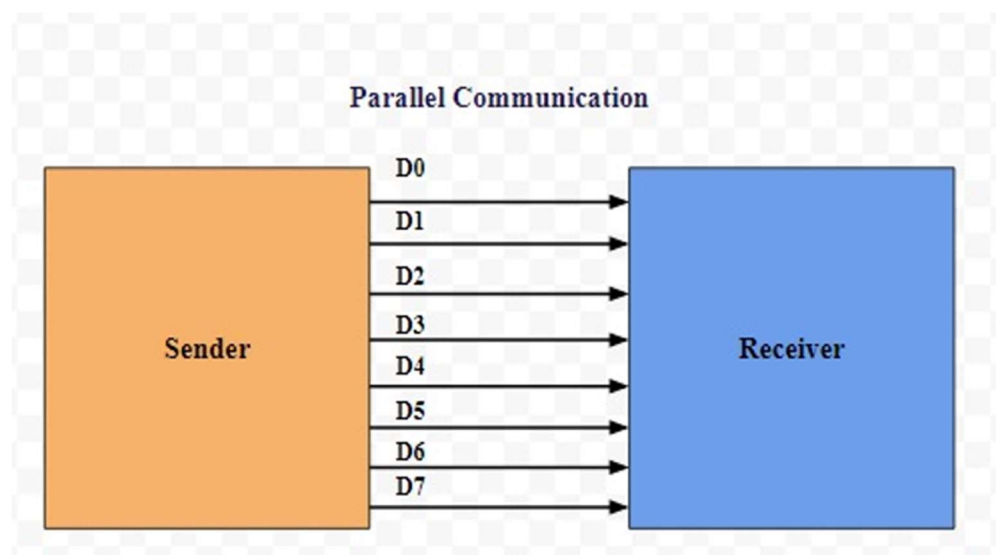 Parallel Communication
D0
D1
D2
D3
Sender
Receiver
D4
D5
D6
D7